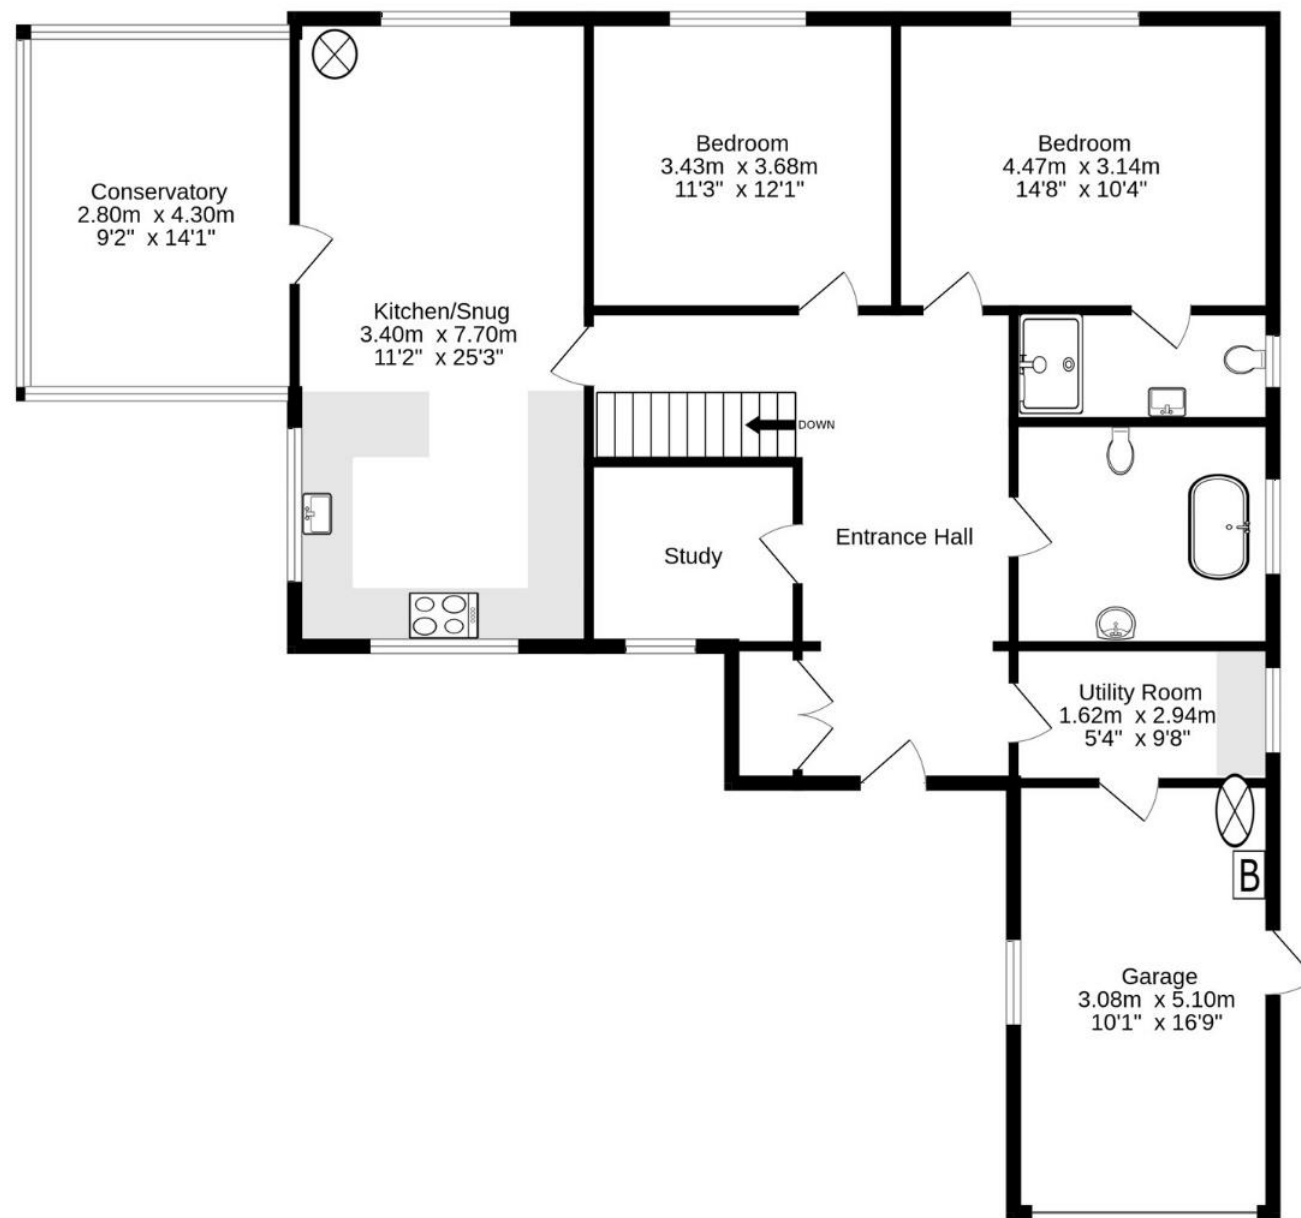 Bedroom
3.43m x 3.68m
11'3" x 12'1"
Bedroom
4.47m x 3.14m
14'8" x 10'4"
Conservatory
2.80m x 4.30m
9'2" x 14'1"
Kitchen/Snug
3.40m x 7.70m
11'2" x 25'3"
DOWN
Study
Entrance Hall
Utility Room
1.62m x 2.94m
5'4" x 9'8"
B
Garage
3.08m x 5.10m
10'1" x 16'9"